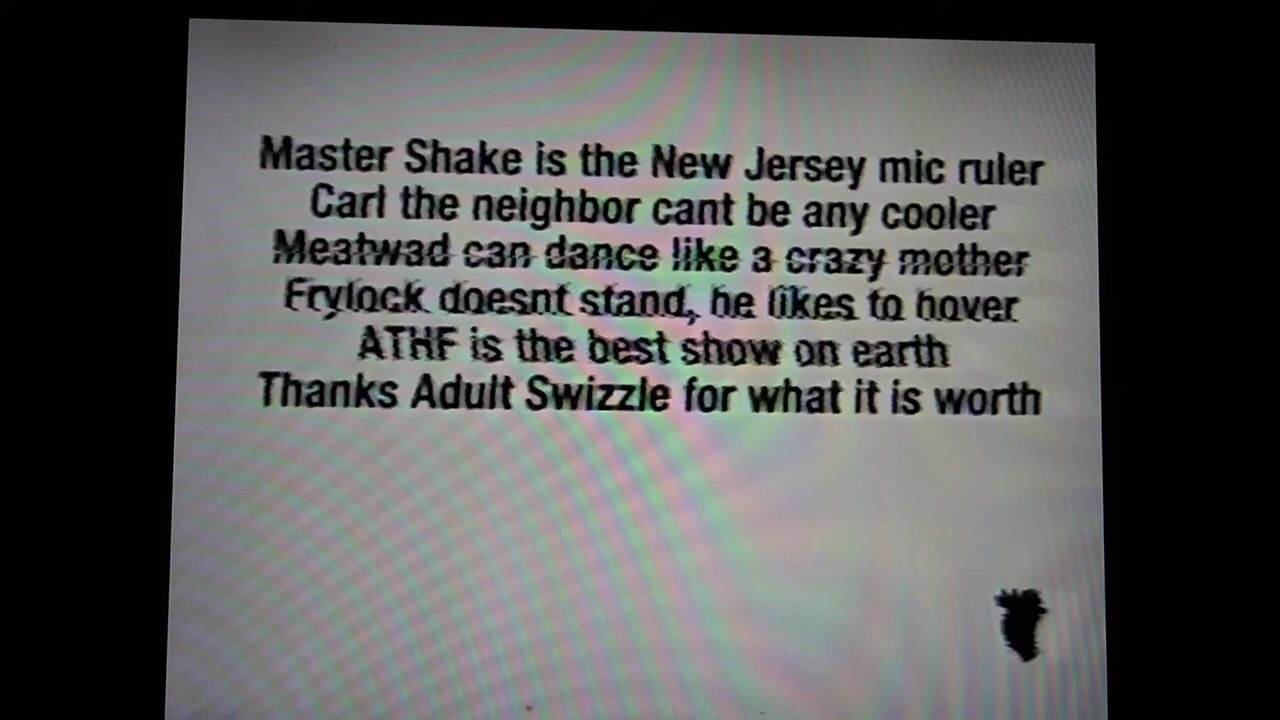 Master Shake is the New Jersey mic ruler
Carl the neighbor cant be any cooler
Meatwad can dance like a crazy mother
Frylock doesnt stand, he likes to hover
ATHF is the best show on earth
Thanks Adult Swizzle for what it is worth